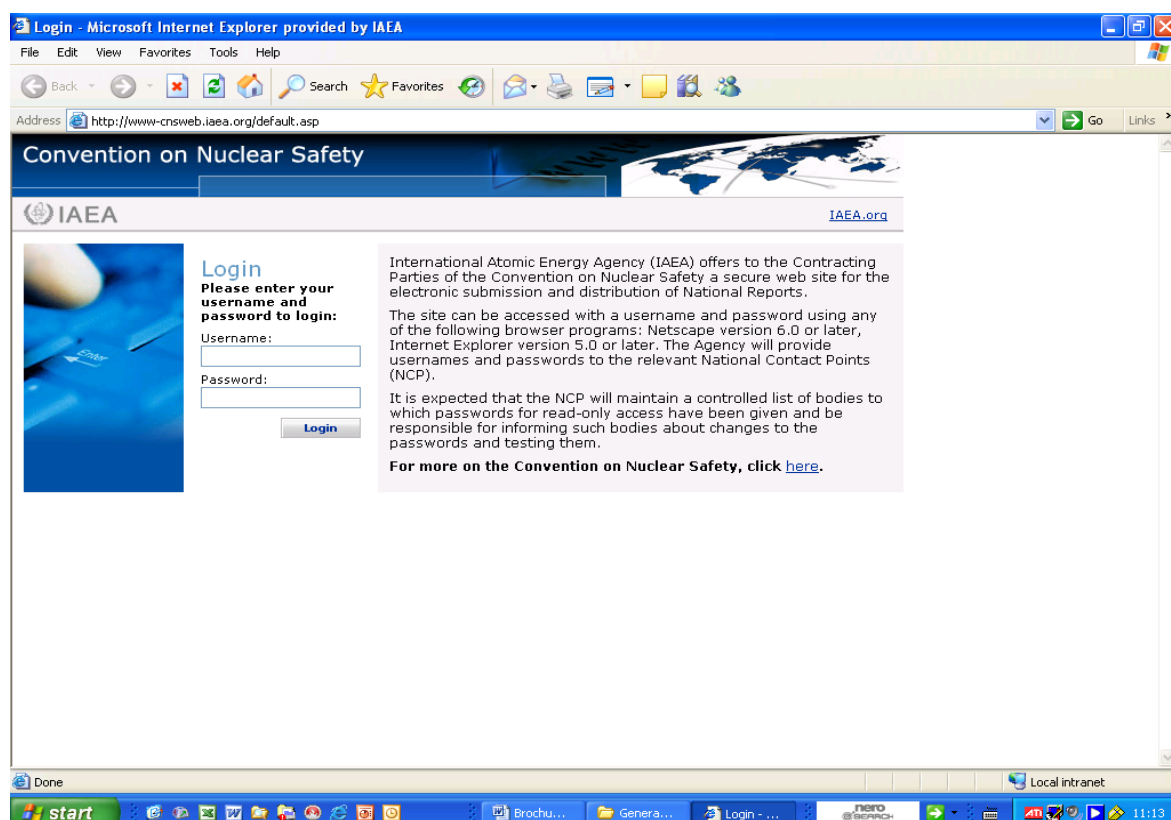 Login - Microsoft Internet Explorer provided by IAEA
File Edit View Favorites Tools Help
Back Search Favorites
Address http://www-cnsweb.iaea.org/default.asp Go Links
Convention on Nuclear Safety
IAEA IAEA.org
Login
Please enter your
username and
password to login:
Username:
Password:
Login
Enter
International Atomic Energy Agency (IAEA) offers to the Contracting
Parties of the Convention on Nuclear Safety a secure web site for the
electronic submission and distribution of National Reports.
The site can be accessed with a username and password using any
of the following browser programs: Netscape version 6.0 or later,
Internet Explorer version 5.0 or later. The Agency will provide
usernames and passwords to the relevant National Contact Points
(NCP).
It is expected that the NCP will maintain a controlled list of bodies to
which passwords for read-only access have been given and be
responsible for informing such bodies about changes to the
passwords and testing them.
For more on the Convention on Nuclear Safety, click here.
Done Local intranet
start Brochu... Genera... Login - ... nero SEARCH ATI 11:13